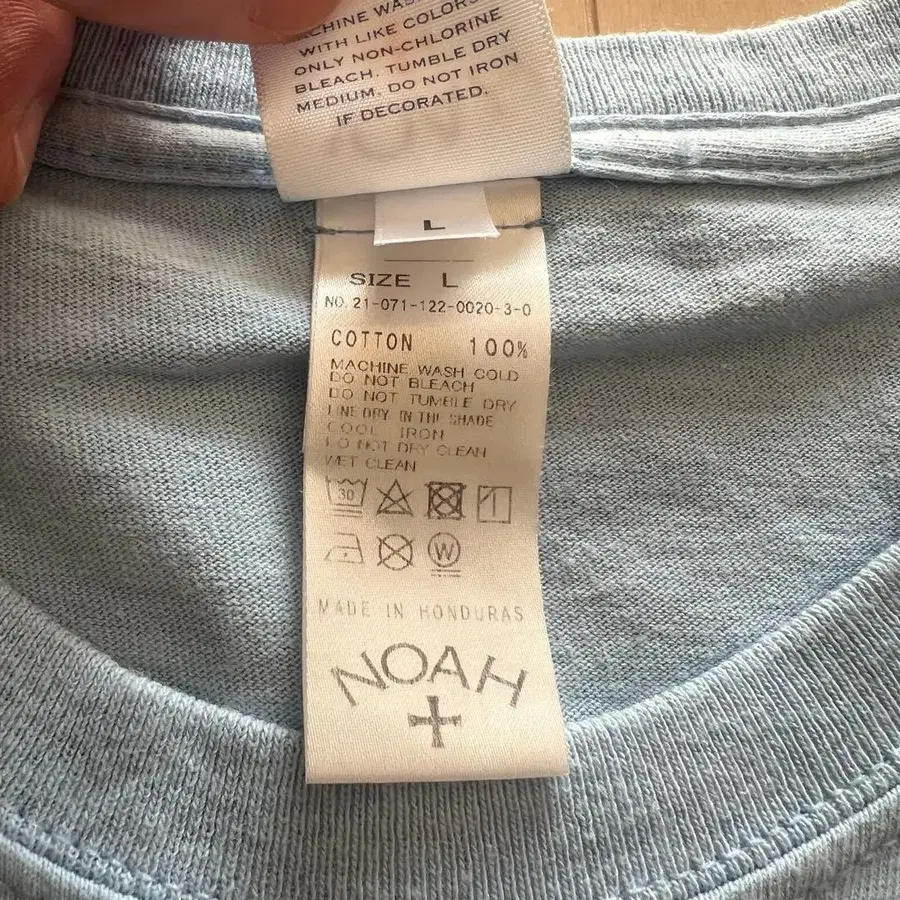 MACHINE WASH
WITH LIKE COLORS
ONLY NON-CHLORINE
BLEACH. TUMBLE DRY
MEDIUM. DO NOT IRON
IF DECORATED.
L
SIZE L
NO. 21-071-122-0020-3-0
COTTON 100%
MACHINE WASH COLD
DO NOT BLEACH
DO NOT TUMBLE DRY
LINE DRY IN THE SHADE
COOL IRON
DO NOT DRY CLEAN
WET CLEAN
30
W
MADE IN HONDURAS
NOAH